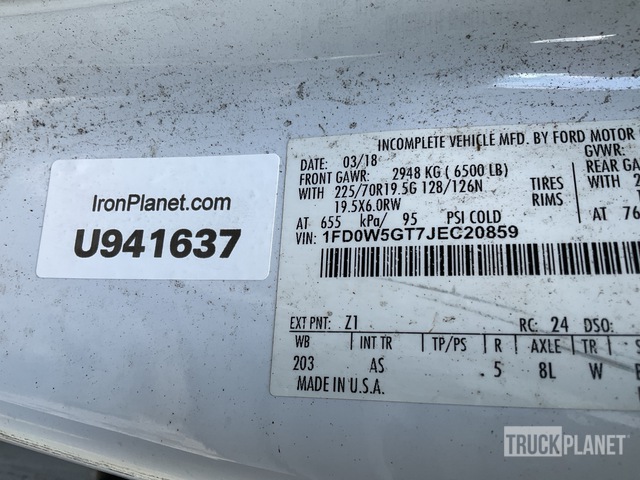 IronPlanet.com
U941637
INCOMPLETE VEHICLE MFD. BY FORD MOTOR
DATE: 03/18 GVWR:
FRONT GAWR: 2948 KG ( 6500 LB) REAR GA
WITH 225/70R19.5G 128/126N TIRES WITH 2
19.5X6.0RW RIMS
AT 655 kPa/ 95 PSI COLD AT 76
VIN: 1FD0W5GT7JEC20859
EXT PNT: Z1 RC: 24 DSO:
WB INT TR TP/PS R AXLE TR S
203 AS 5 8L W
MADE IN U.S.A.
TRUCKPLANET